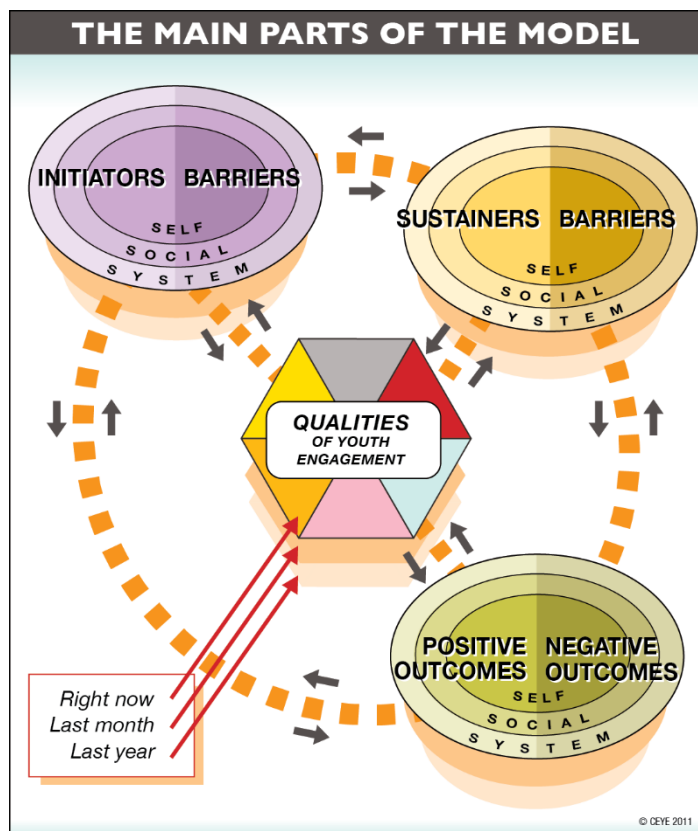 THE MAIN PARTS OF THE MODEL
INITIATORS BARRIERS
SELF
SOCIAL
SYSTEM
SUSTAINERS BARRIERS
SELF
SOCIAL
SYSTEM
QUALITIES
OF YOUTH
ENGAGEMENT
POSITIVE NEGATIVE
OUTCOMES OUTCOMES
SELF
SOCIAL
SYSTEM
Right now
Last month
Last year
© CEYE 2011